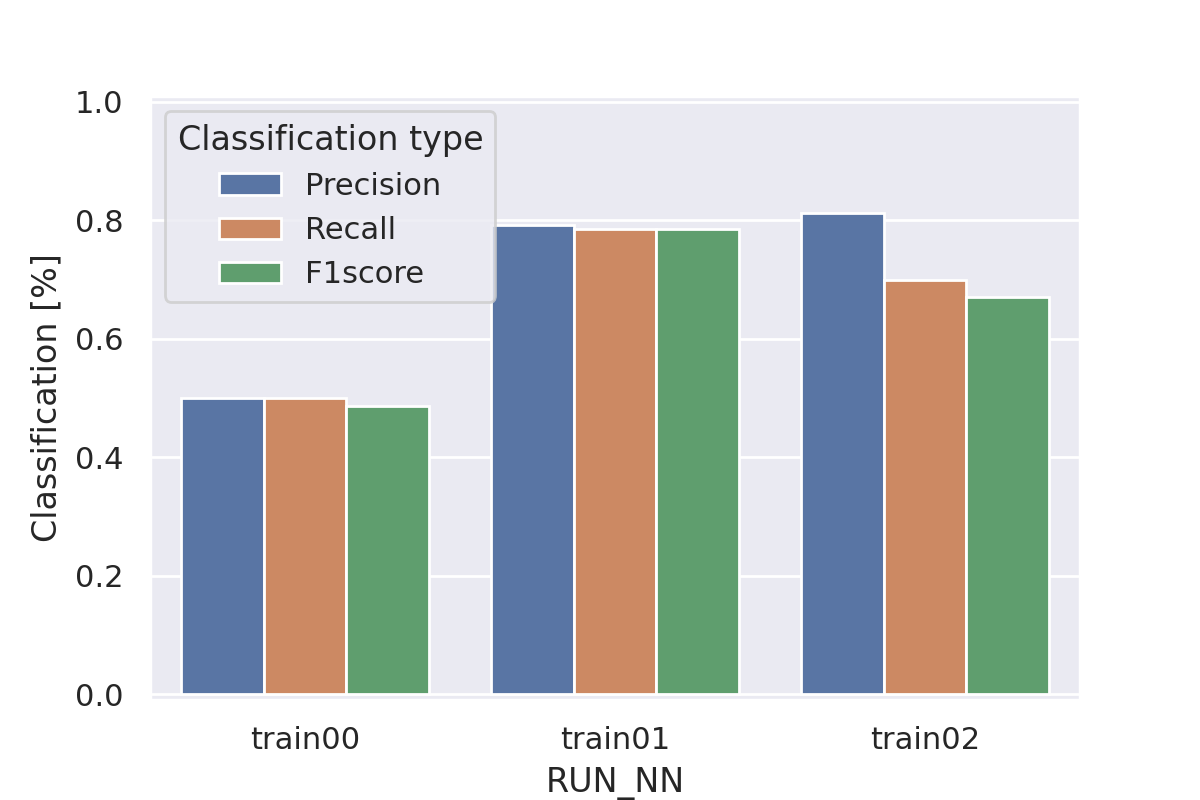 Classification type
Precision
Recall
F1score
Classification [%]
1.0
0.8
0.6
0.4
0.2
0.0
train00 train01 train02
RUN_NN